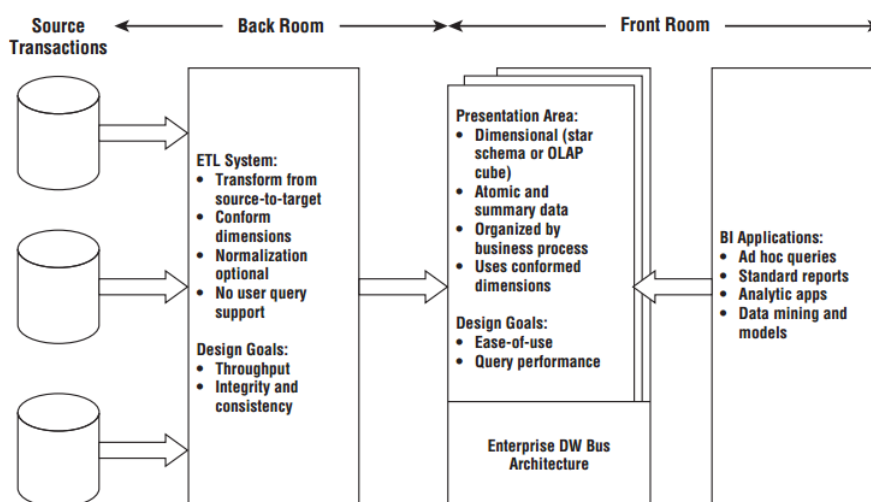 Source
Transactions
Back Room
Front Room
ETL System:
• Transform from
source-to-target
• Conform
dimensions
• Normalization
optional
• No user query
support
Design Goals:
• Throughput
• Integrity and
consistency
Presentation Area:
• Dimensional (star
schema or OLAP
cube)
• Atomic and
summary data
• Organized by
business process
• Uses conformed
dimensions
Design Goals:
• Ease-of-use
• Query performance
Enterprise DW Bus
Architecture
BI Applications:
• Ad hoc queries
• Standard reports
• Analytic apps
• Data mining and
models